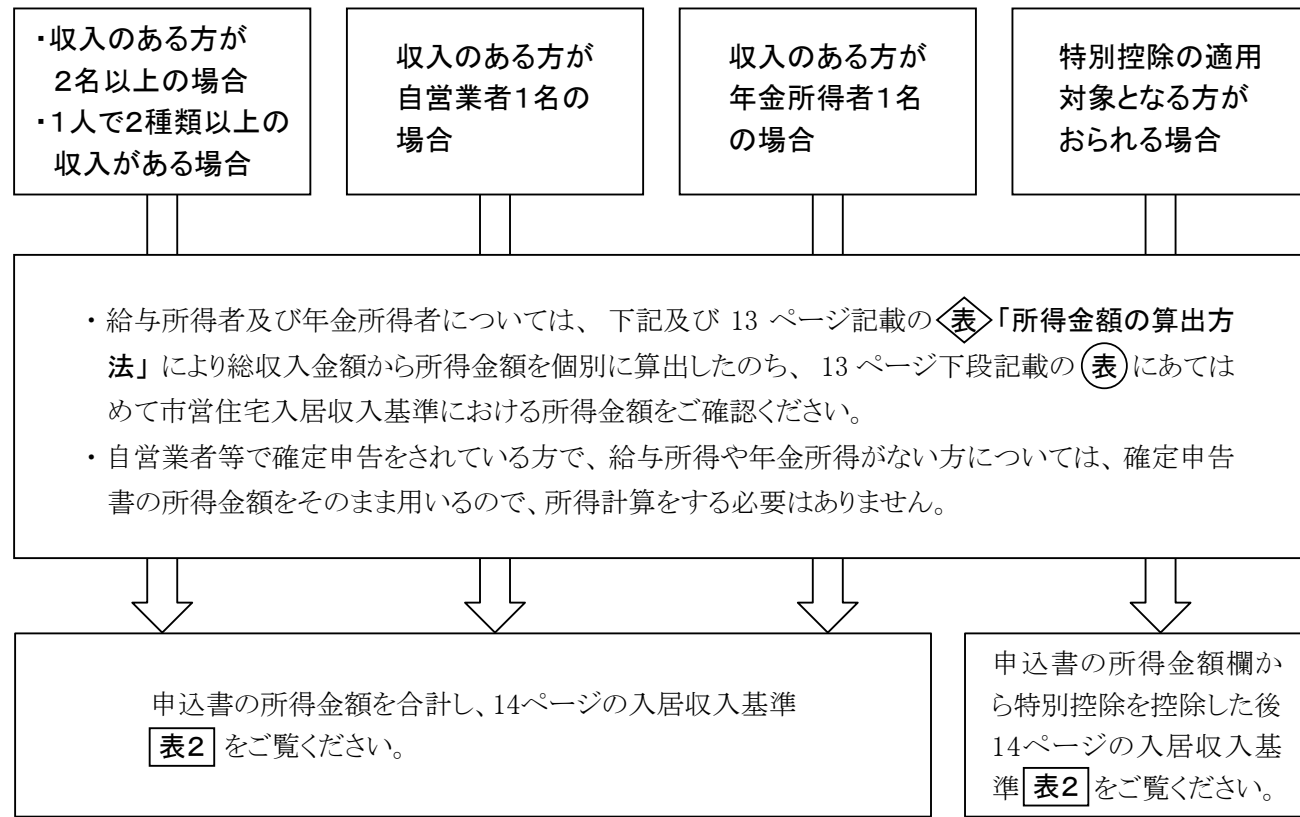 ・収入のある方が
2名以上の場合
・1人で2種類以上の
収入がある場合
収入のある方が
自営業者1名の
場合
収入のある方が
年金所得者1名
の場合
特別控除の適用
対象となる方が
おられる場合
・給与所得者及び年金所得者については、 下記及び 13 ページ記載の表「所得金額の算出方
法」により総収入金額から所得金額を個別に算出したのち、 13 ページ下段記載の表にあては
めて市営住宅入居収入基準における所得金額をご確認ください。
・自営業者等で確定申告をされている方で、給与所得や年金所得がない方については、確定申告
書の所得金額をそのまま用いるので、所得計算をする必要はありません。
申込書の所得金額を合計し、14ページの入居収入基準
表2 をご覧ください。
申込書の所得金額欄か
ら特別控除を控除した後
14ページの入居収入基
準 表2 をご覧ください。